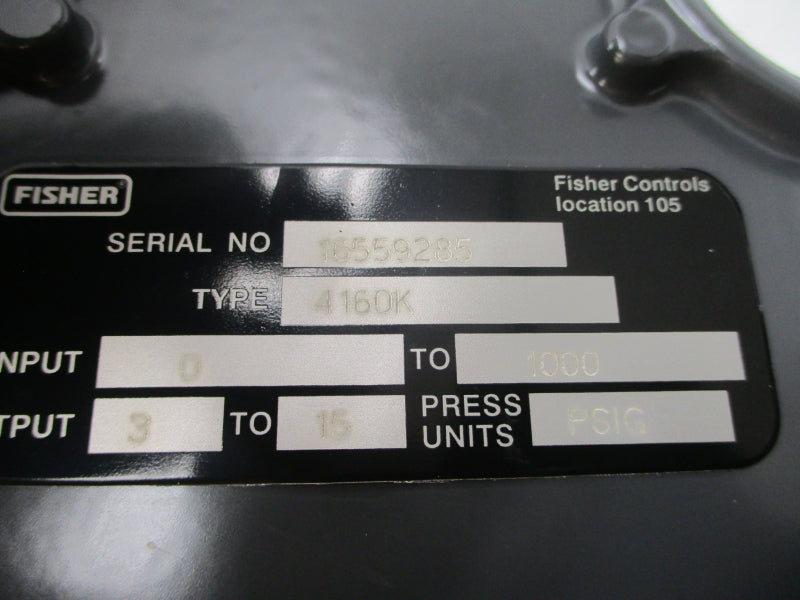 FISHER
Fisher Controls
location 105
SERIAL NO 16559285
TYPE 4160K
NPUT 0 TO 1000
TPUT 3 TO 15 PRESS UNITS PSIG